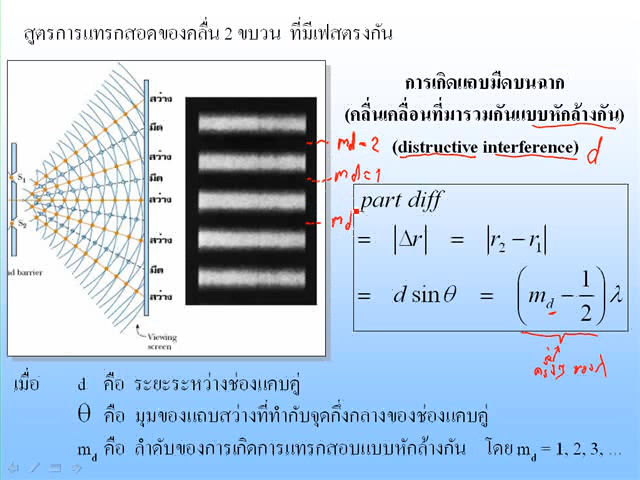 สูตรการแทรกสอดของคลื่น 2 ขบวน ที่มีเฟสตรงกัน
สว่าง
มืด
สว่าง
มืด
สว่าง
มืด
สว่าง
มืด
สว่าง
S1
S2
nd barrier
Viewing
screen
md=2
md=1
md
การเกิดแถบมืดบนฉาก
(คลื่นเคลื่อนที่มารวมกันแบบหักล้างกัน)
(distructive interference)
d
part diff
= |Δr| = |r₂ − r₁|
= d sin θ = (m_d − 1/2) λ
ของ λ
เมื่อ d คือ ระยะระหว่างช่องแคบคู่
θ คือ มุมของแถบสว่างที่ทำกับจุดกึ่งกลางของช่องแคบคู่
m_d คือ ลำดับของการเกิดการแทรกสอบแบบหักล้างกัน โดย m_d = 1, 2, 3, ...